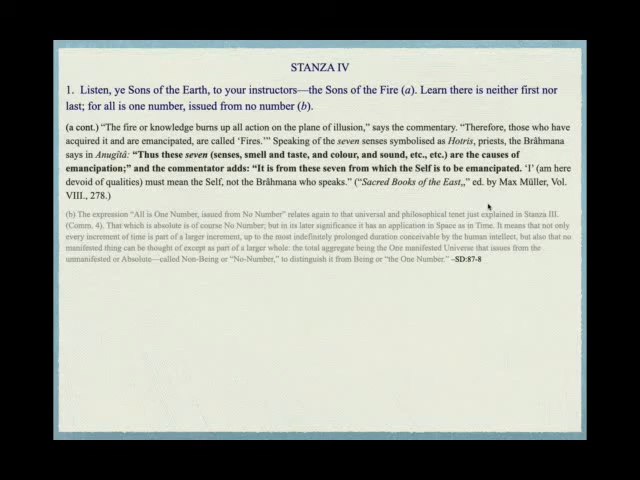 STANZA IV
1.  Listen, ye Sons of the Earth, to your instructors—the Sons of the Fire (a). Learn there is neither first nor
last; for all is one number, issued from no number (b).
(a cont.) “The fire or knowledge burns up all action on the plane of illusion,” says the commentary. “Therefore, those who have
acquired it and are emancipated, are called ‘Fires.’” Speaking of the seven senses symbolised as Hotris, priests, the Brâhmana
says in Anugîtâ: “Thus these seven (senses, smell and taste, and colour, and sound, etc., etc.) are the causes of
emancipation;” and the commentator adds: “It is from these seven from which the Self is to be emancipated. ‘I’ (am here
devoid of qualities) must mean the Self, not the Brâhmana who speaks.” (“Sacred Books of the East,,” ed. by Max Müller, Vol.
VIII., 278.)
(b) The expression “All is One Number, issued from No Number” relates again to that universal and philosophical tenet just explained in Stanza III.
(Comm. 4). That which is absolute is of course No Number; but in its later significance it has an application in Space as in Time. It means that not only
every increment of time is part of a larger increment, up to the most indefinitely prolonged duration conceivable by the human intellect, but also that no
manifested thing can be thought of except as part of a larger whole: the total aggregate being the One manifested Universe that issues from the
unmanifested or Absolute—called Non-Being or “No-Number,” to distinguish it from Being or “the One Number.” ~SD:87-8